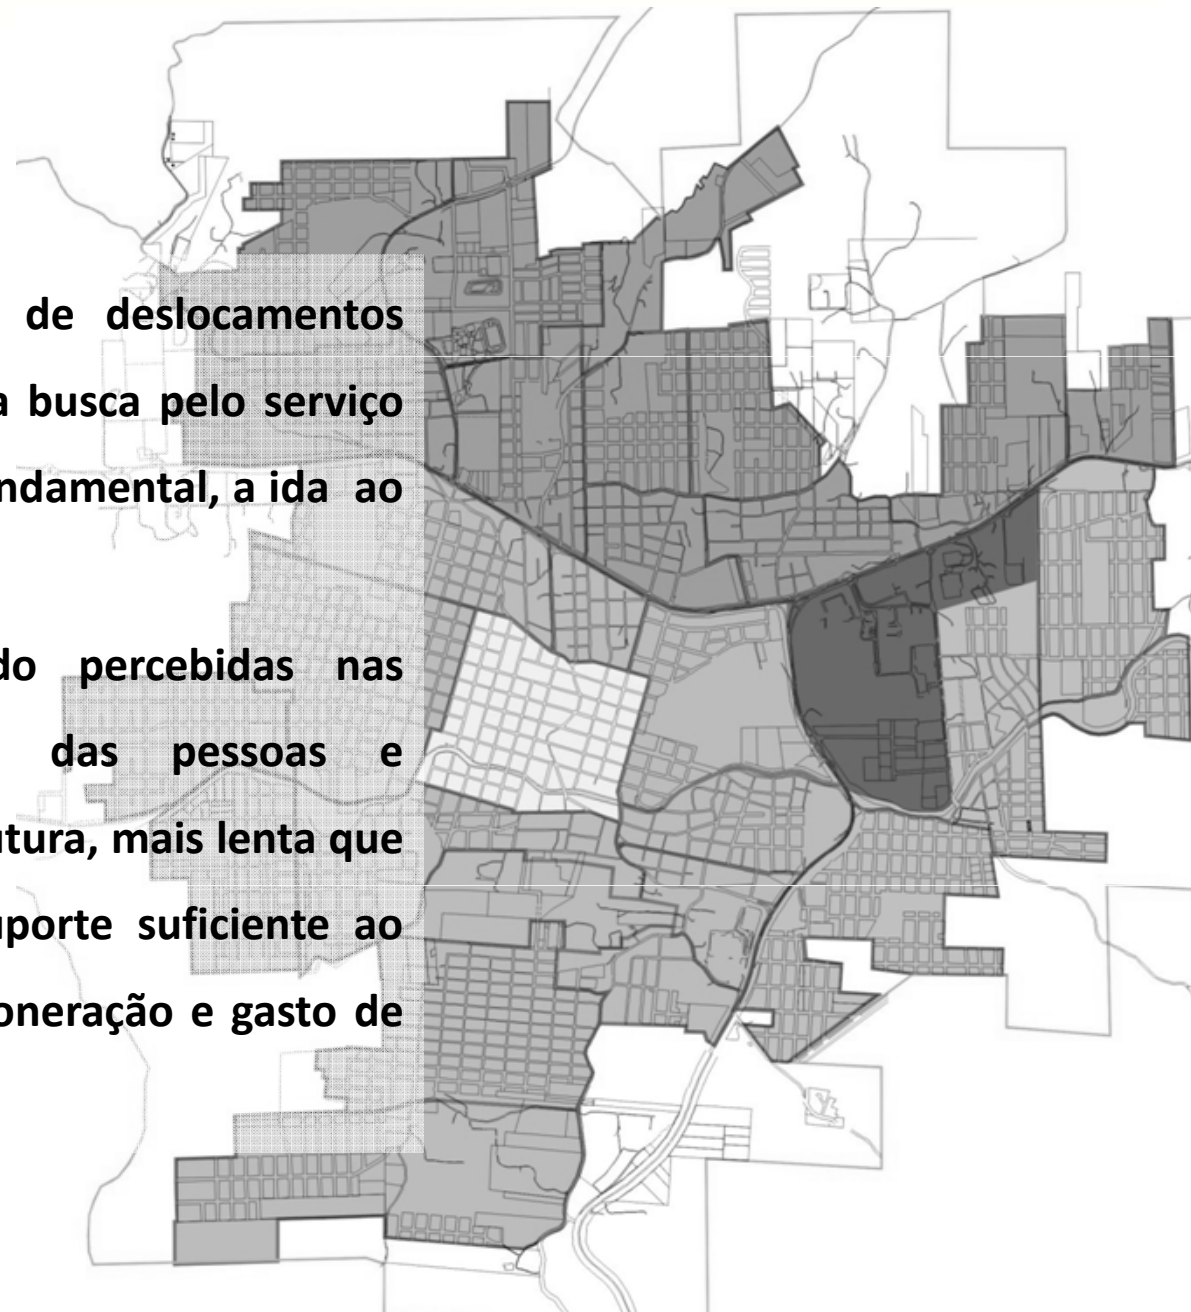 de deslocamentos
a busca pelo serviço
ndamental, a ida ao
do percebidas nas
das pessoas e
utura, mais lenta que
uporte suficiente ao
oneração e gasto de